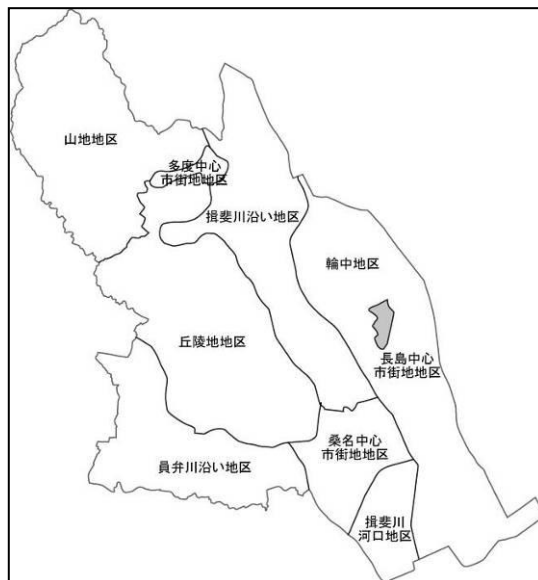 山地地区
多度中心
市街地地区
揖斐川沿い地区
輪中地区
丘陵地地区
長島中心
市街地地区
桑名中心
市街地地区
員弁川沿い地区
揖斐川
河口地区